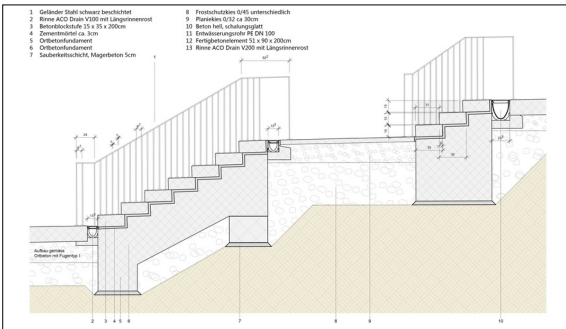 1 Geländer Stahl schwarz beschichtet
2 Rinne ACO Drain V100 mit Längsrinnenrost
3 Betonblockstufe 15 x 35 x 200cm
4 Zementmörtel ca. 3cm
5 Ortbetonfundament
6 Ortbetonfundament
7 Sauberkeitsschicht, Magerbeton 5cm
8 Frostschutzkies 0/45 unterschiedlich
9 Planiekies 0/32 ca 30cm
10 Beton hell, schalungsglatt
11 Entwässerungsrohr PE DN 100
12 Fertigbetonelement 51 x 90 x 200cm
13 Rinne ACO Drain V200 mit Längsrinnenrost
1
Aufbau gemäss
Ortbeton mit Fugentyp I
2 3 4 5 6 7 8 9 10